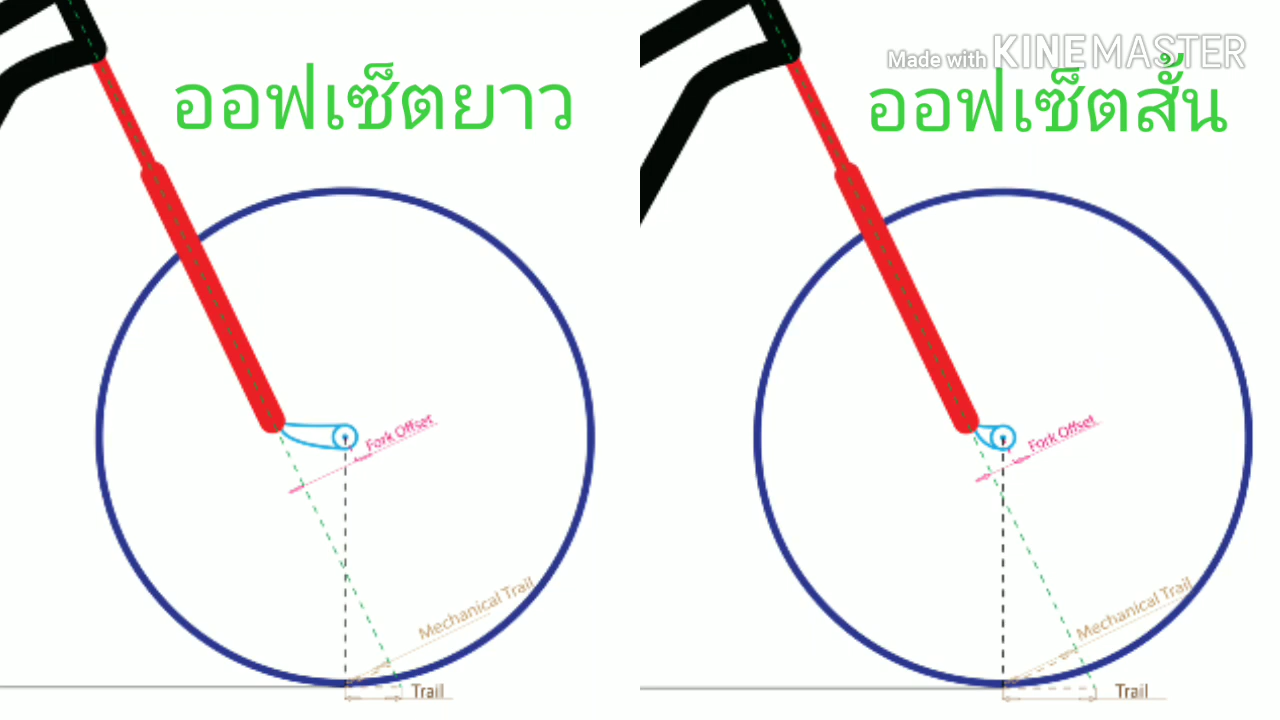 Made with KINEMASTER
ออฟเซ็ตยาว
ออฟเซ็ตสั้น
Fork Offset
Fork Offset
Mechanical Trail
Mechanical Trail
Trail
Trail